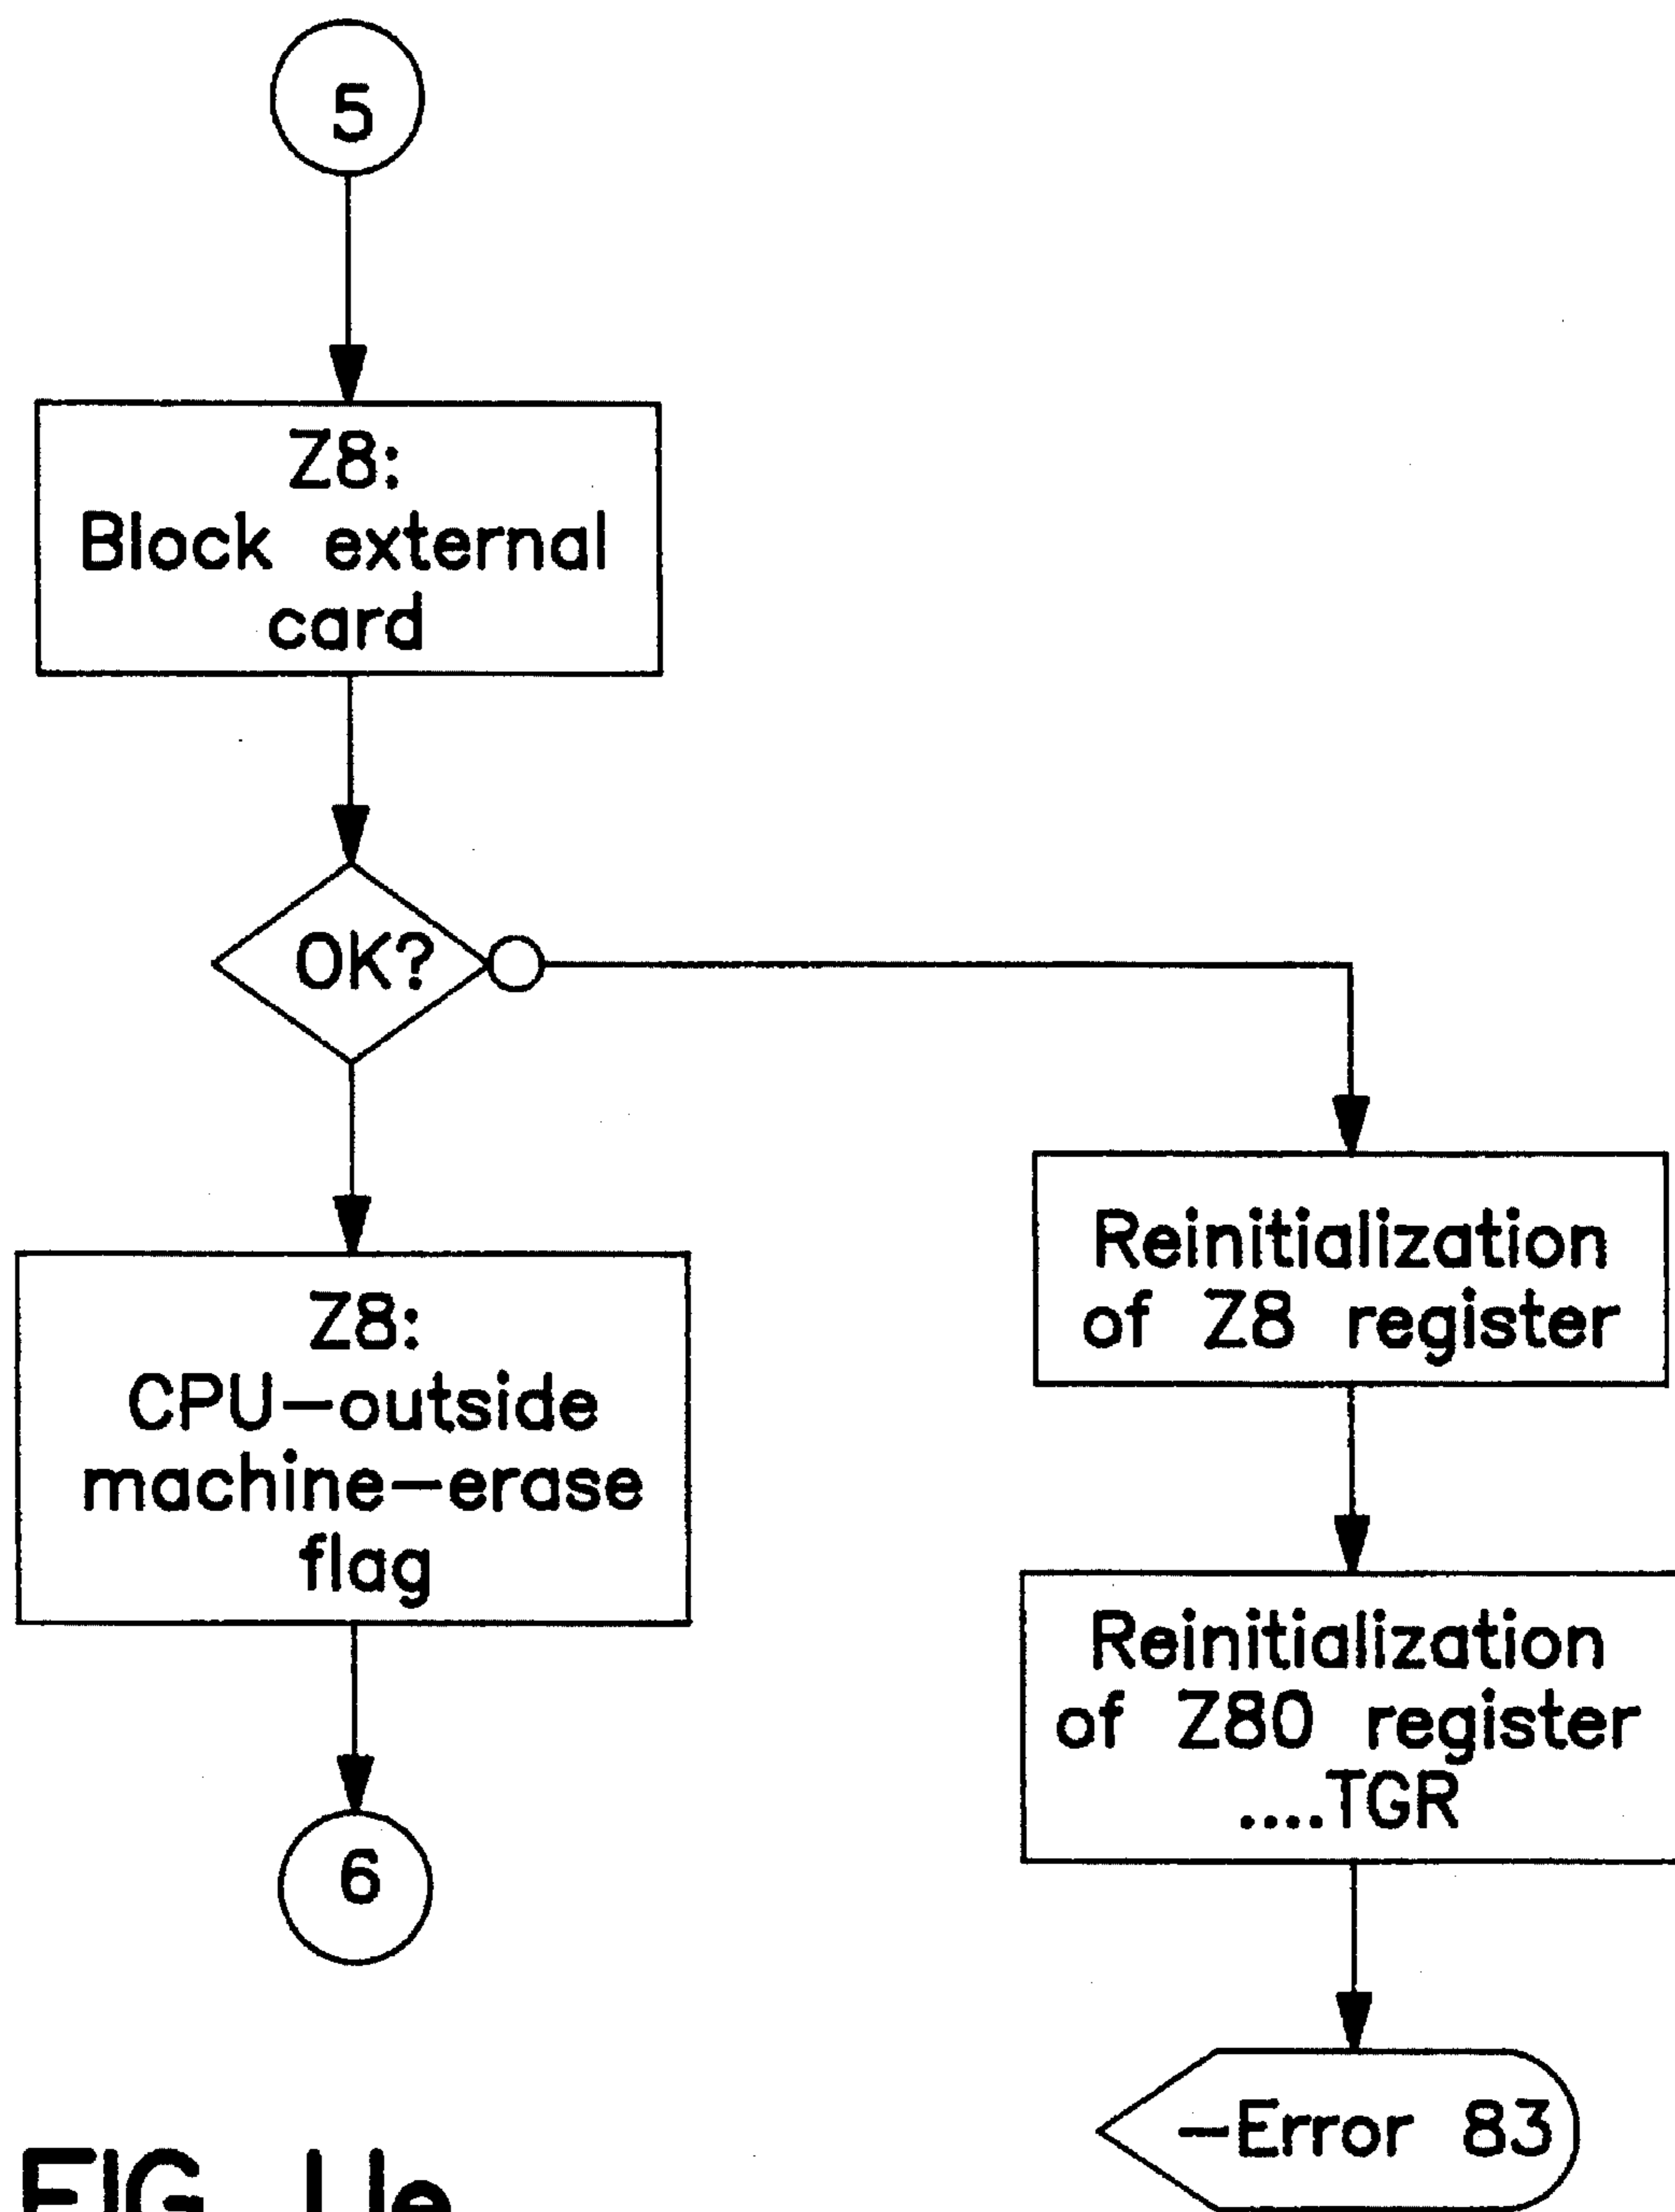 5
Z8:
Block external
card
OK?
Z8:
CPU-outside
machine-erase
flag
6
Reinitialization
of Z8 register
Reinitialization
of Z80 register
....TGR
-Error 83
FIG. 11e